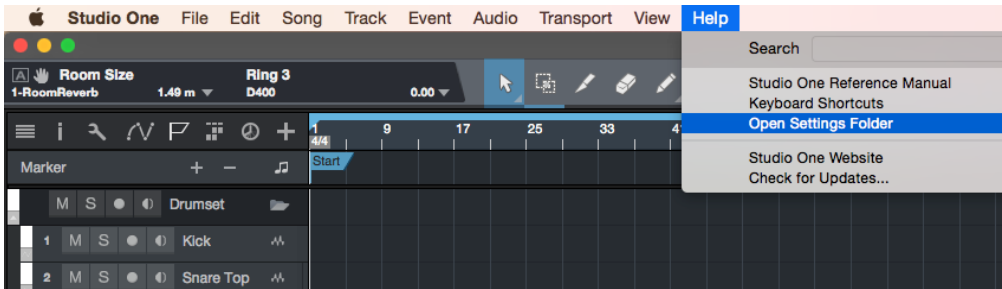 Studio One File Edit Song Track Event Audio Transport View Help
Search
A Room Size Ring 3
1-RoomReverb 1.49 m D400 0.00
Studio One Reference Manual
Keyboard Shortcuts
Open Settings Folder
Studio One Website
Check for Updates...
1 9 17 25 33 4
4/4
Marker Start
M S Drumset
1 M S Kick
2 M S Snare Top